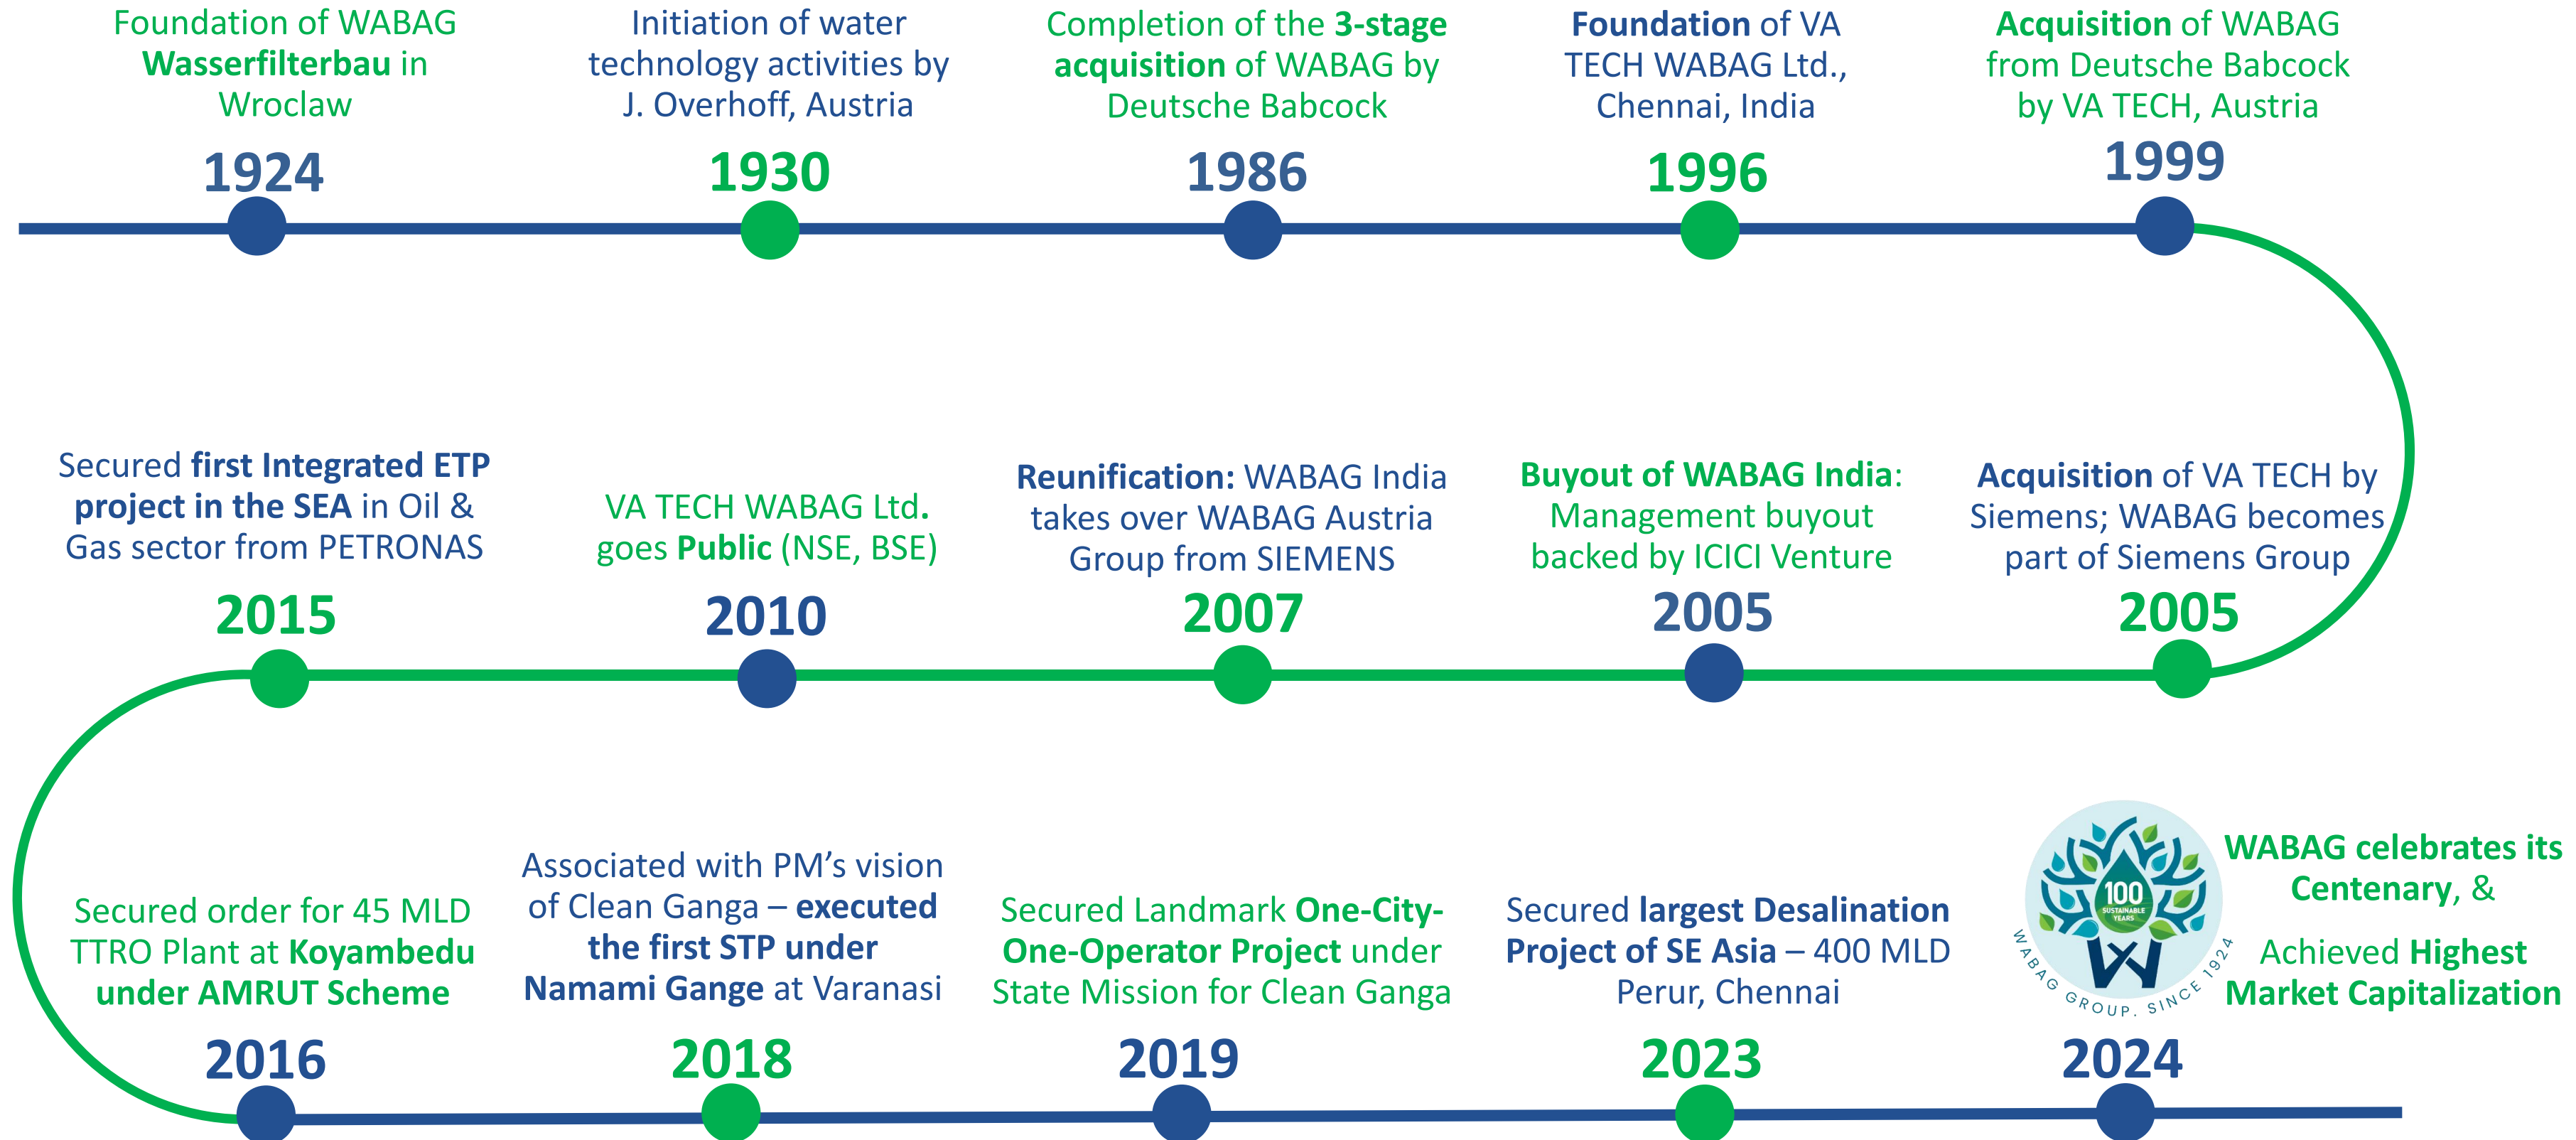 Foundation of WABAG
Wasserfilterbau in
Wroclaw
1924
Initiation of water
technology activities by
J. Overhoff, Austria
1930
Completion of the 3-stage
acquisition of WABAG by
Deutsche Babcock
1986
Foundation of VA
TECH WABAG Ltd.,
Chennai, India
1996
Acquisition of WABAG
from Deutsche Babcock
by VA TECH, Austria
1999
Acquisition of VA TECH by
Siemens; WABAG becomes
part of Siemens Group
2005
Buyout of WABAG India:
Management buyout
backed by ICICI Venture
2005
Reunification: WABAG India
takes over WABAG Austria
Group from SIEMENS
2007
VA TECH WABAG Ltd.
goes Public (NSE, BSE)
2010
Secured first Integrated ETP
project in the SEA in Oil &
Gas sector from PETRONAS
2015
Secured order for 45 MLD
TTRO Plant at Koyambedu
under AMRUT Scheme
2016
Associated with PM’s vision
of Clean Ganga – executed
the first STP under
Namami Gange at Varanasi
2018
Secured Landmark One-City-
One-Operator Project under
State Mission for Clean Ganga
2019
Secured largest Desalination
Project of SE Asia – 400 MLD
Perur, Chennai
2023
100
SUSTAINABLE
YEARS
WABAG GROUP. SINCE 1924
WABAG celebrates its
Centenary, &
Achieved Highest
Market Capitalization
2024